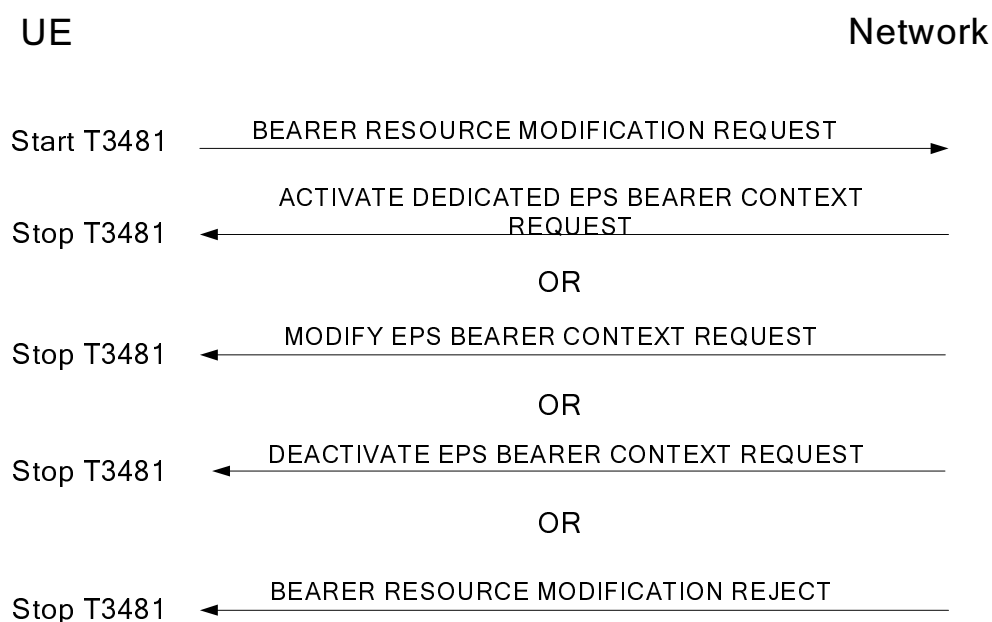 UE Network
Start T3481 BEARER RESOURCE MODIFICATION REQUEST
ACTIVATE DEDICATED EPS BEARER CONTEXT
REQUEST
Stop T3481
OR
MODIFY EPS BEARER CONTEXT REQUEST
Stop T3481
OR
DEACTIVATE EPS BEARER CONTEXT REQUEST
Stop T3481
OR
BEARER RESOURCE MODIFICATION REJECT
Stop T3481